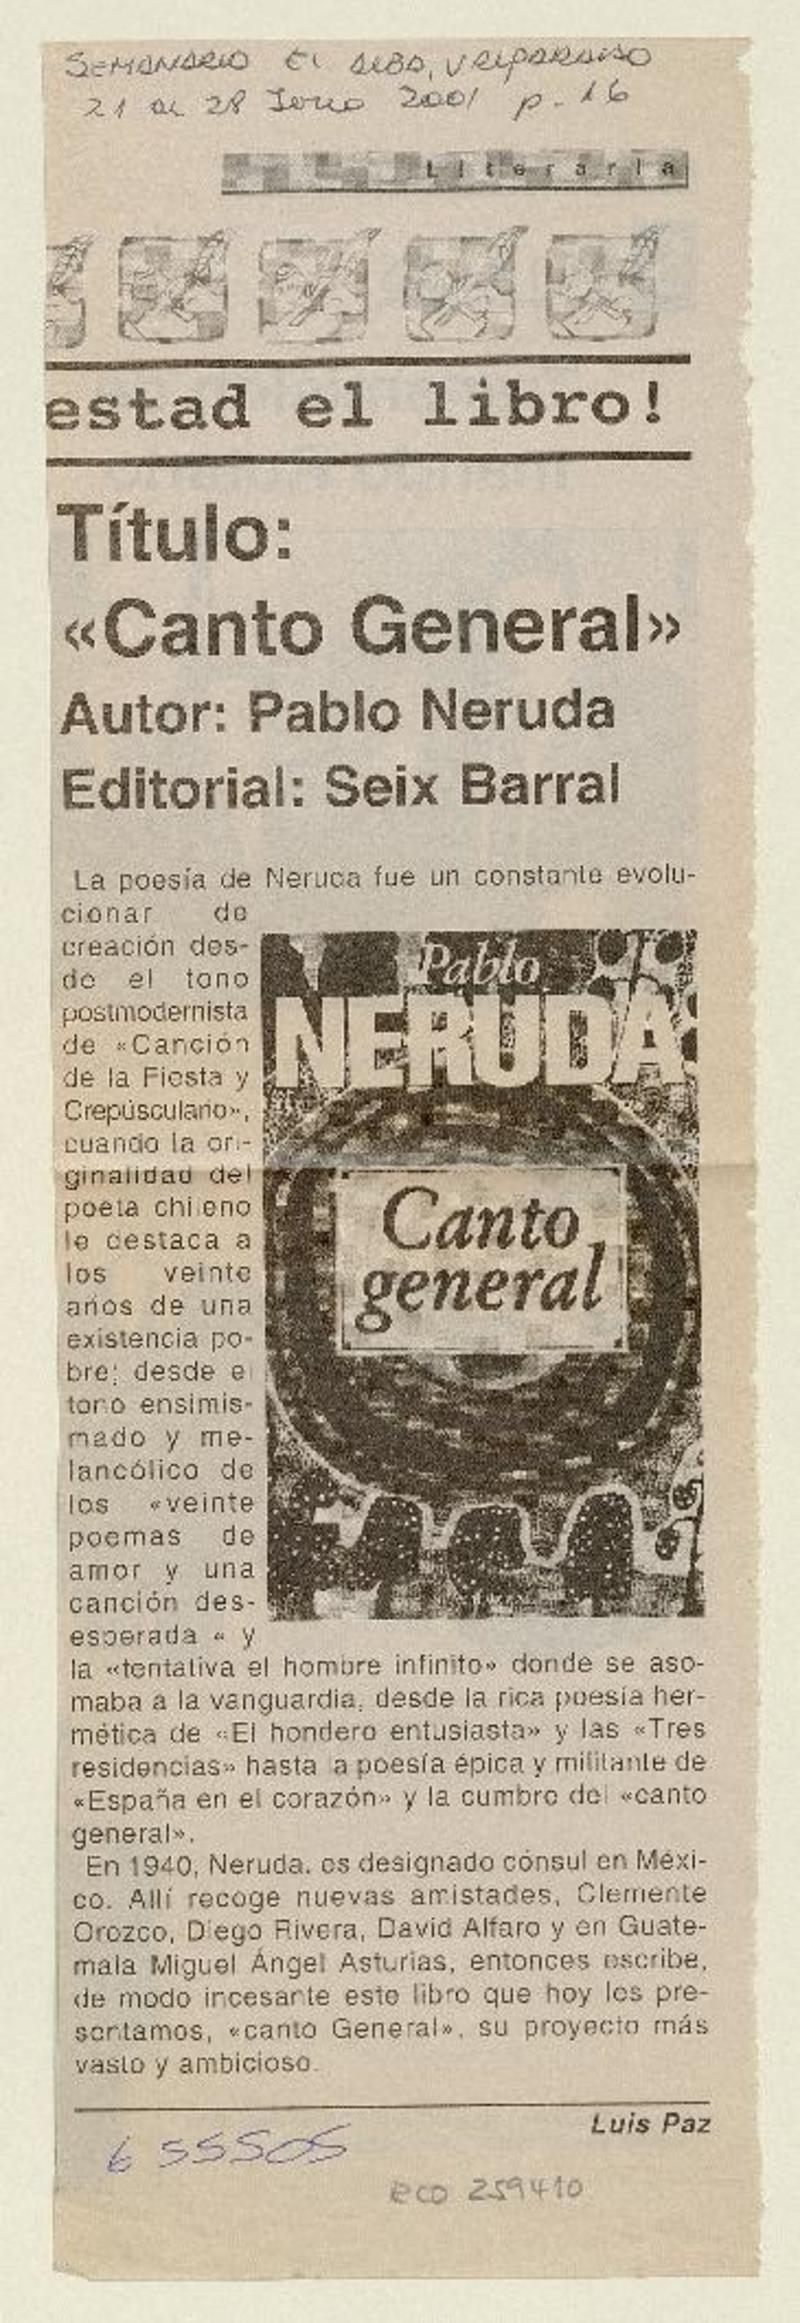 SEMANARIO EL ALBA, VALPARAISO
21 AL 28 Junio 2001 p. 16
Literaria
estad el libro!
Título:
«Canto General»
Autor: Pablo Neruda
Editorial: Seix Barral
La poesía de Neruda fue un constante evolu-
cionar de
creación des-
de el tono
postmodernista
de «Canción
de la Fiesta y
Crepúsculario»,
cuando la ori-
ginalidad del
poeta chileno
le destaca a
los veinte
años de una
existencia po-
bre; desde el
tono ensimis-
mado y me-
lancólico de
los «veinte
poemas de
amor y una
canción des-
esperada « y
la «tentativa el hombre infinito» donde se aso-
maba a la vanguardia, desde la rica poesía her-
mética de «El hondero entusiasta» y las «Tres
residencias» hasta la poesía épica y militante de
«España en el corazón» y la cumbre del «canto
general».
Pablo
NERUDA
Canto
general
En 1940, Neruda. es designado cónsul en Méxi-
co. Allí recoge nuevas amistades, Clemente
Orozco, Diego Rivera, David Alfaro y en Guate-
mala Miguel Ángel Asturias, entonces escribe,
de modo incesante este libro que hoy les pre-
sentamos, «canto General», su proyecto más
vasto y ambicioso.
Luis Paz
655505
eco 259410